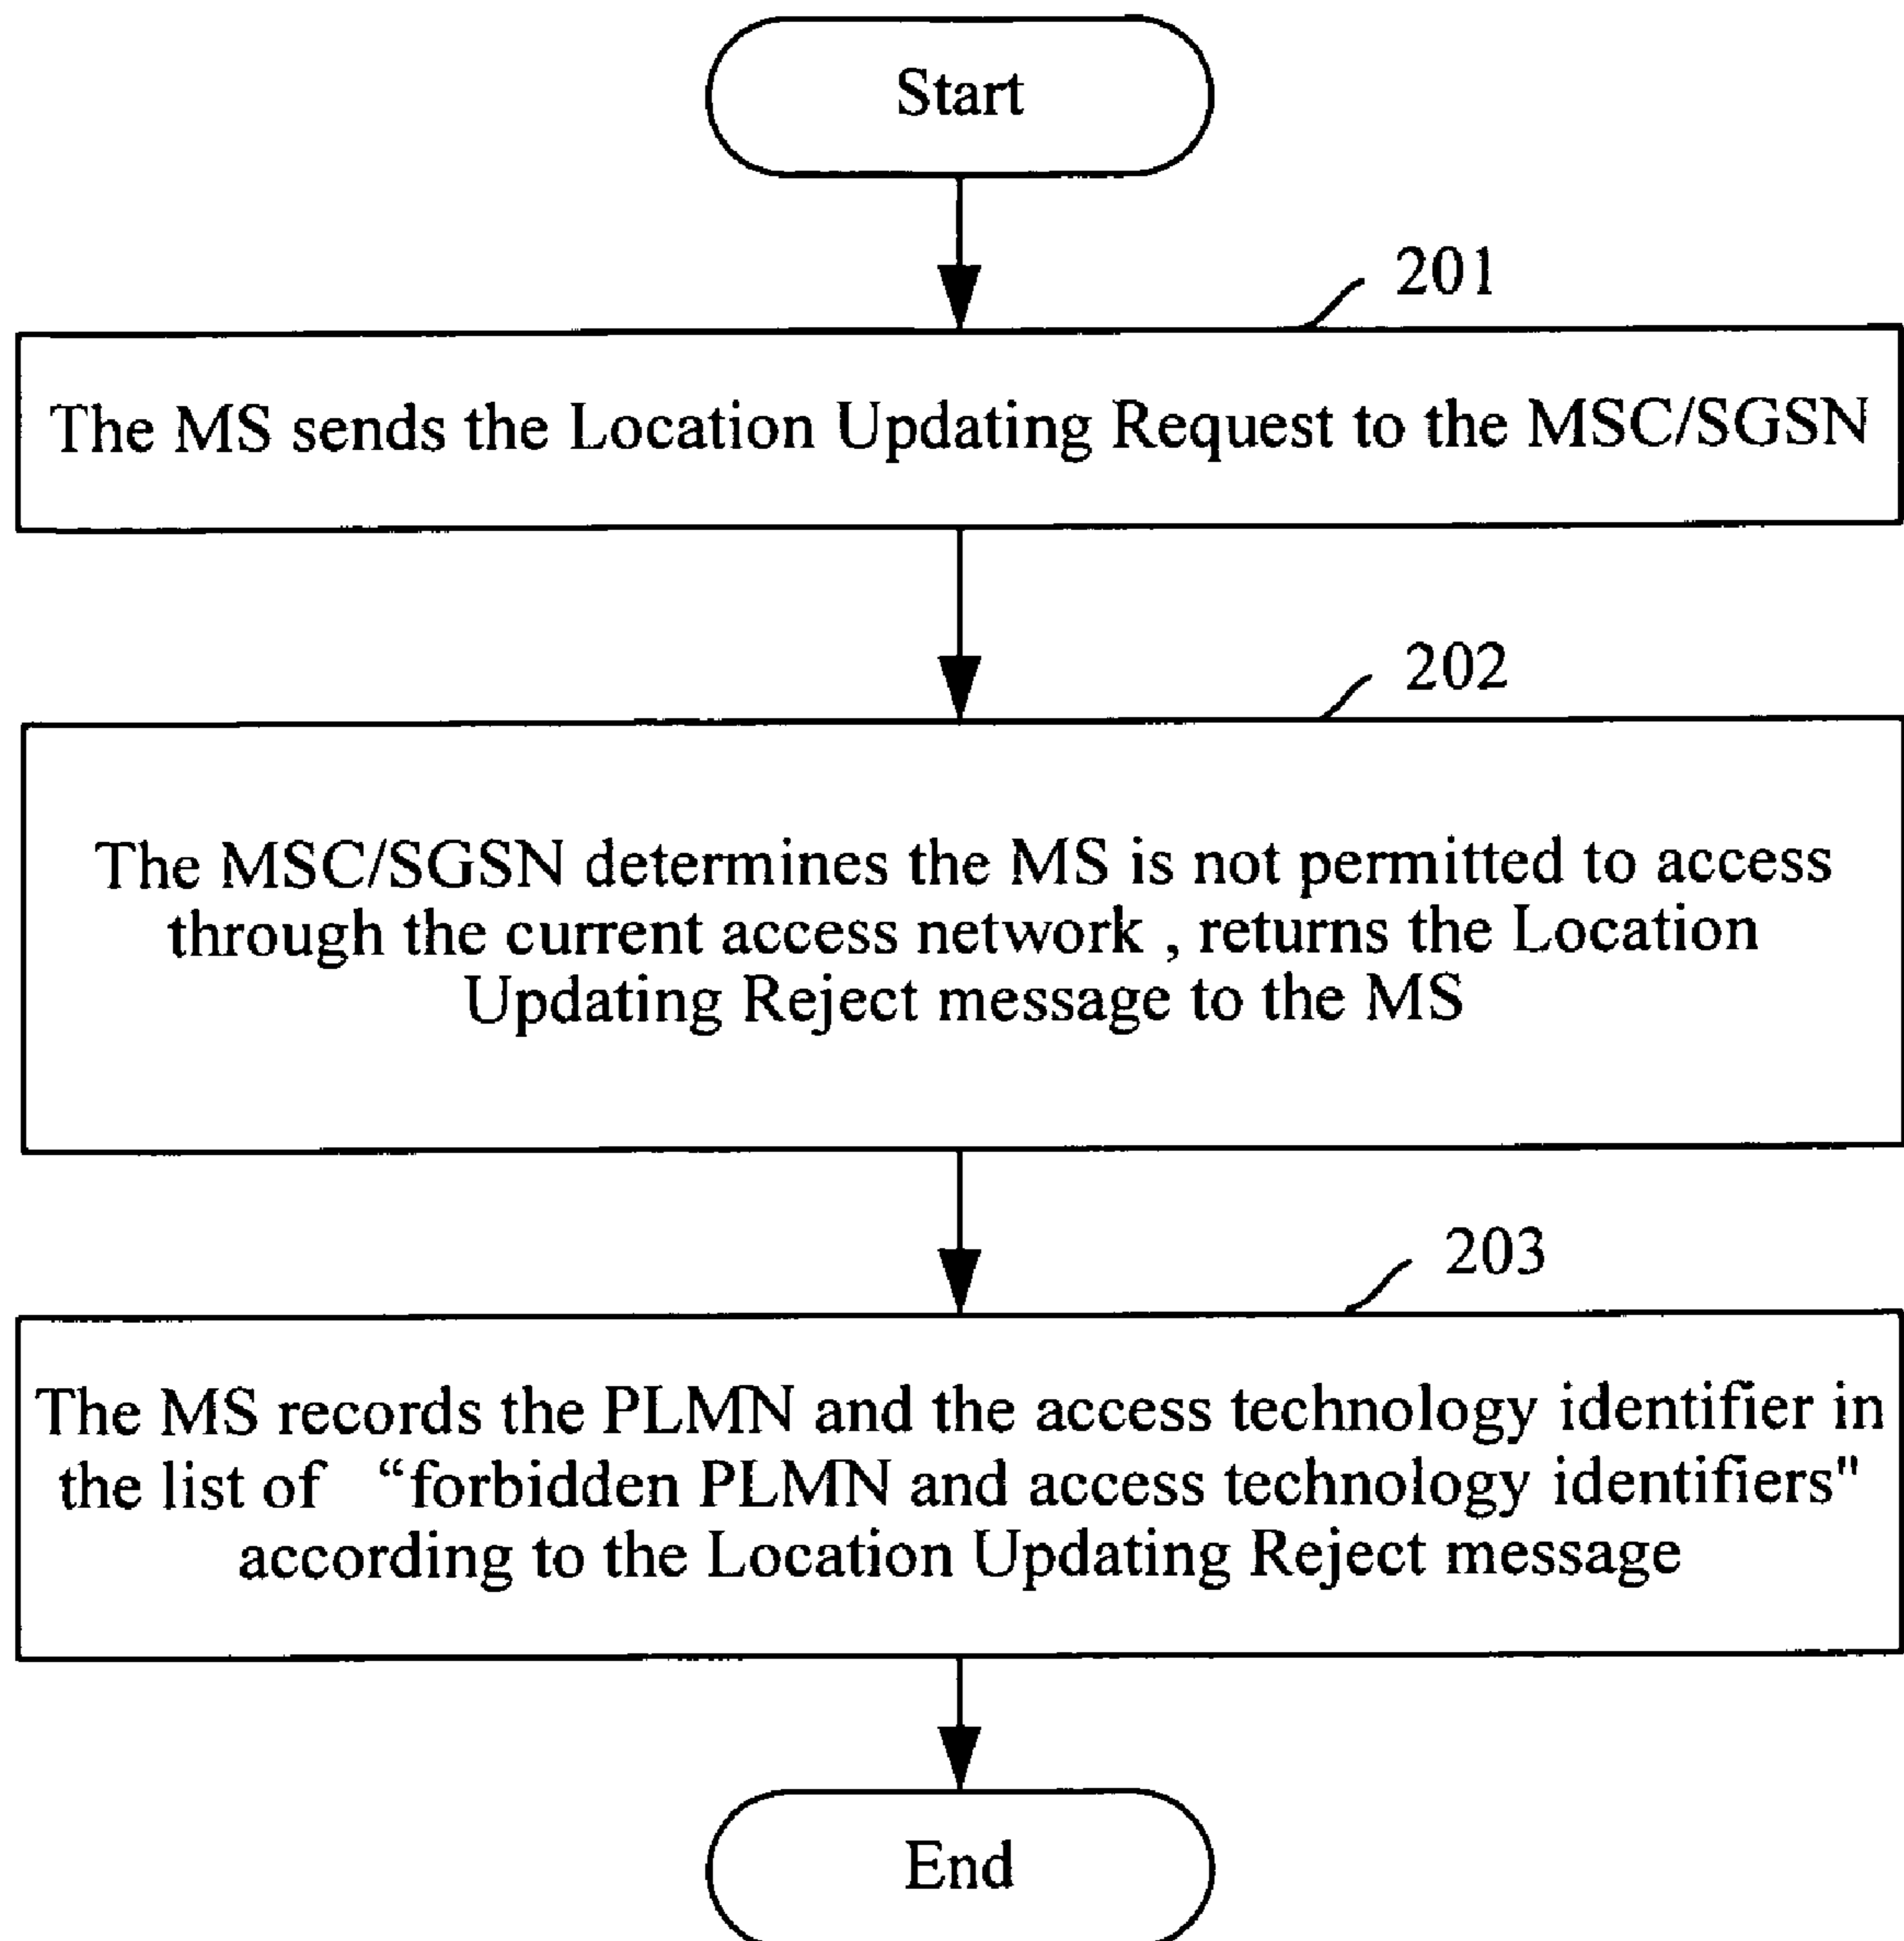 Start
201
The MS sends the Location Updating Request to the MSC/SGSN
202
The MSC/SGSN determines the MS is not permitted to access
through the current access network , returns the Location
Updating Reject message to the MS
203
The MS records the PLMN and the access technology identifier in
the list of “forbidden PLMN and access technology identifiers"
according to the Location Updating Reject message
End